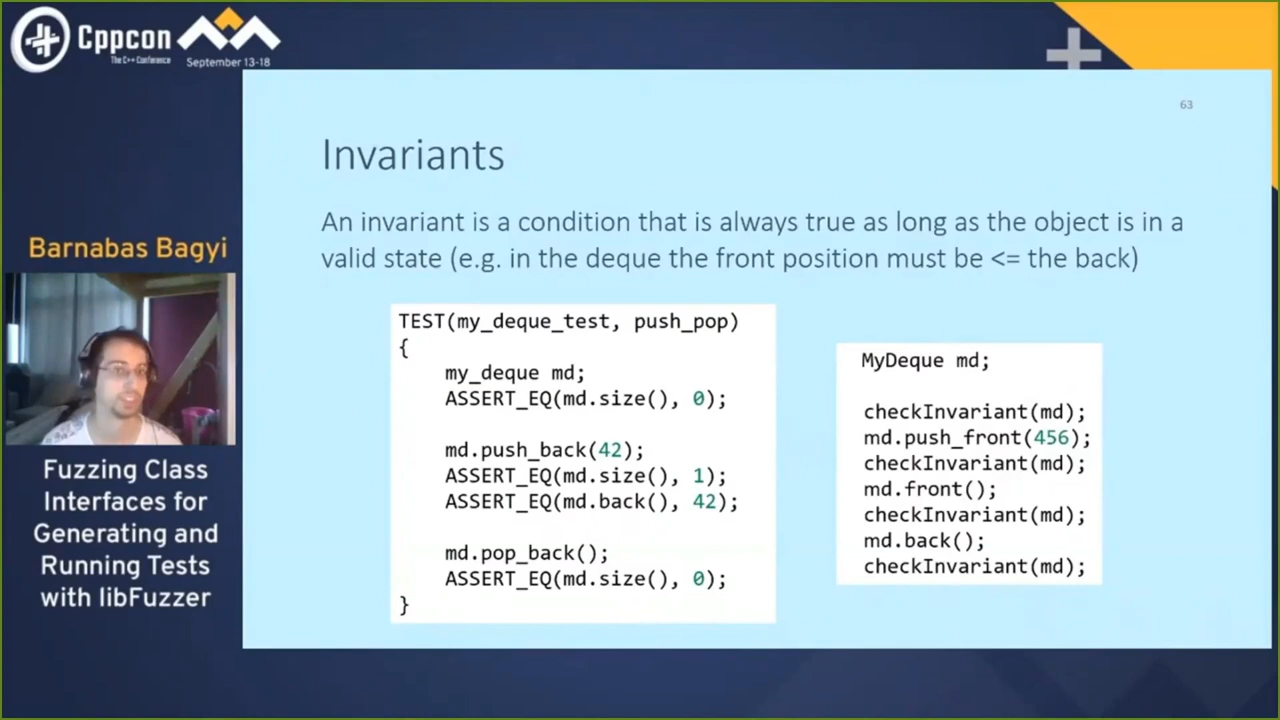 Cppcon
The C++ Conference
September 13-18
63
Invariants
An invariant is a condition that is always true as long as the object is in a
valid state (e.g. in the deque the front position must be <= the back)
Barnabas Bagyi
Fuzzing Class
Interfaces for
Generating and
Running Tests
with libFuzzer
TEST(my_deque_test, push_pop)
{
my_deque md;
ASSERT_EQ(md.size(), 0);
md.push_back(42);
ASSERT_EQ(md.size(), 1);
ASSERT_EQ(md.back(), 42);
md.pop_back();
ASSERT_EQ(md.size(), 0);
}
MyDeque md;
checkInvariant(md);
md.push_front(456);
checkInvariant(md);
md.front();
checkInvariant(md);
md.back();
checkInvariant(md);